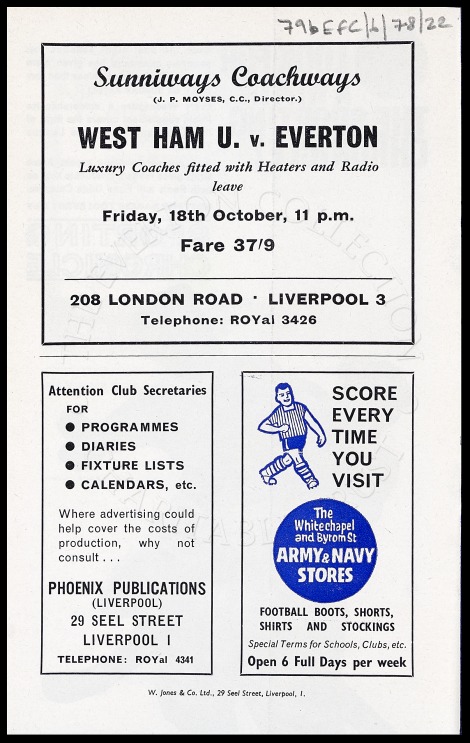 796EFC/6/78/22
Sunniways Coachways
(J. P. MOYSES, C.C., Director.)
WEST HAM U. v. EVERTON
Luxury Coaches fitted with Heaters and Radio
leave
Friday, 18th October, 11 p.m.
Fare 37/9
208 LONDON ROAD · LIVERPOOL 3
Telephone: ROYal 3426
Attention Club Secretaries
FOR
● PROGRAMMES
● DIARIES
● FIXTURE LISTS
● CALENDARS, etc.
Where advertising could
help cover the costs of
production, why not
consult . . .
PHOENIX PUBLICATIONS
(LIVERPOOL)
29 SEEL STREET
LIVERPOOL 1
TELEPHONE: ROYal 4341
SCORE
EVERY
TIME
YOU
VISIT
The
Whitechapel
and Byrom St
ARMY & NAVY
STORES
FOOTBALL BOOTS, SHORTS,
SHIRTS AND STOCKINGS
Special Terms for Schools, Clubs, etc.
Open 6 Full Days per week
W. Jones & Co. Ltd., 29 Seel Street, Liverpool, 1.